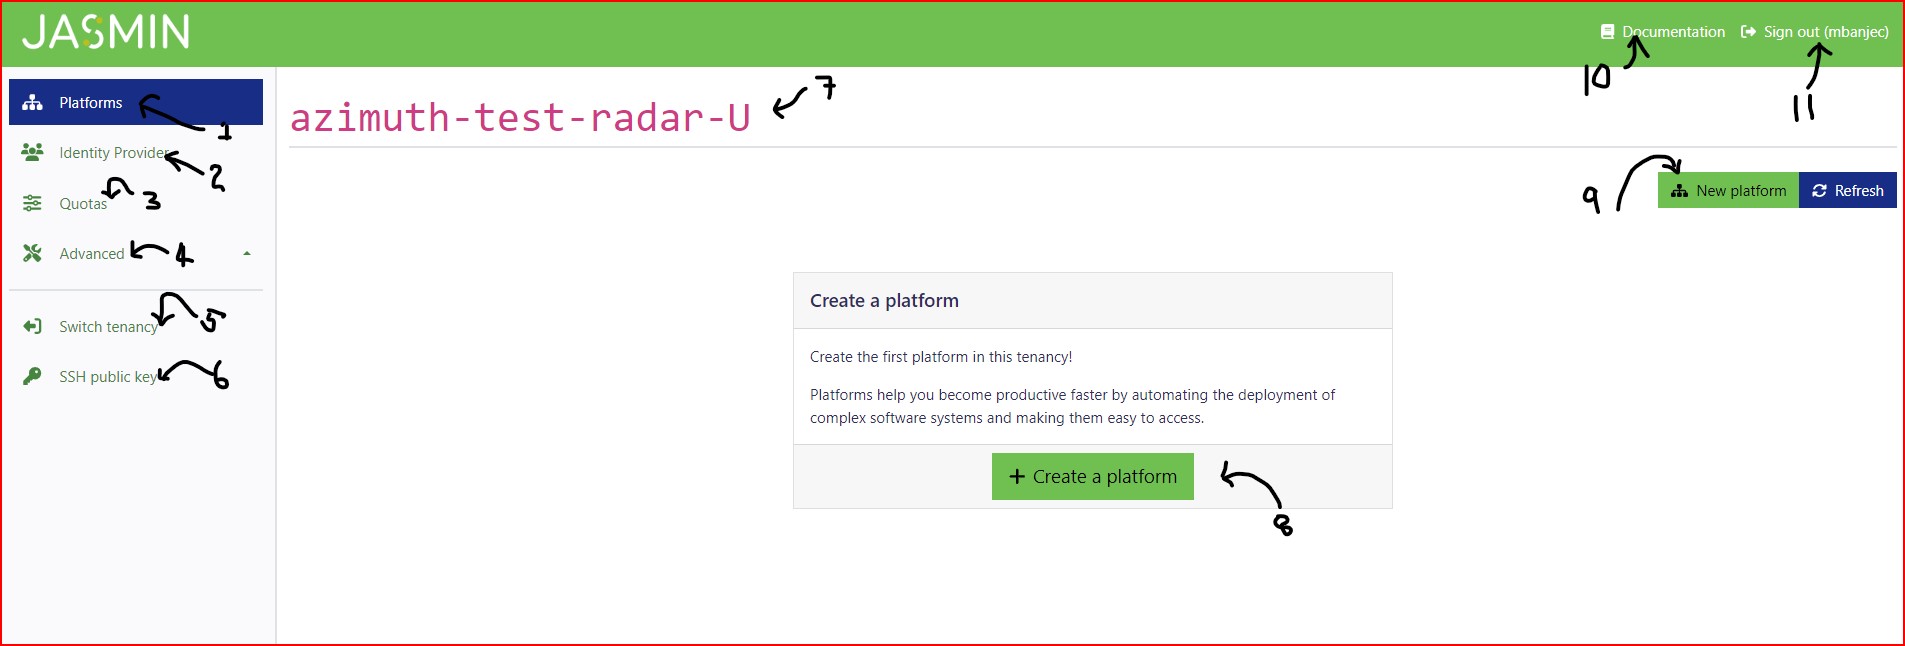 JASMIN
Documentation
Sign out (mbanjec)
10
11
Platforms
1
Identity Provider
2
Quotas
3
Advanced
4
Switch tenancy
5
SSH public key
6
azimuth-test-radar-U
7
9
New platform
Refresh
Create a platform
Create the first platform in this tenancy!
Platforms help you become productive faster by automating the deployment of
complex software systems and making them easy to access.
+ Create a platform
8